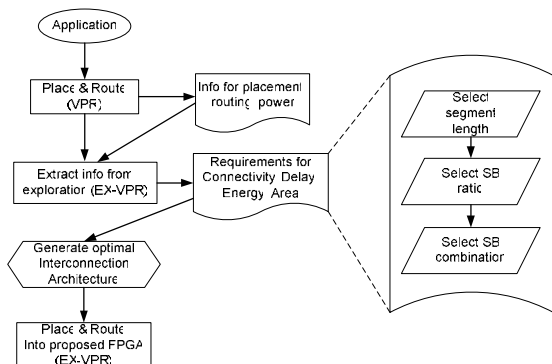 Application
Place & Route
(VPR)
Info for placement
routing power
Extract info from
exploration (EX-VPR)
Requirements for
Connectivity Delay
Energy Area
Generate optimal
Interconnection
Architecture
Place & Route
Into proposed FPGA
(EX-VPR)
Select
segment
length
Select SB
ratio
Select SB
combination